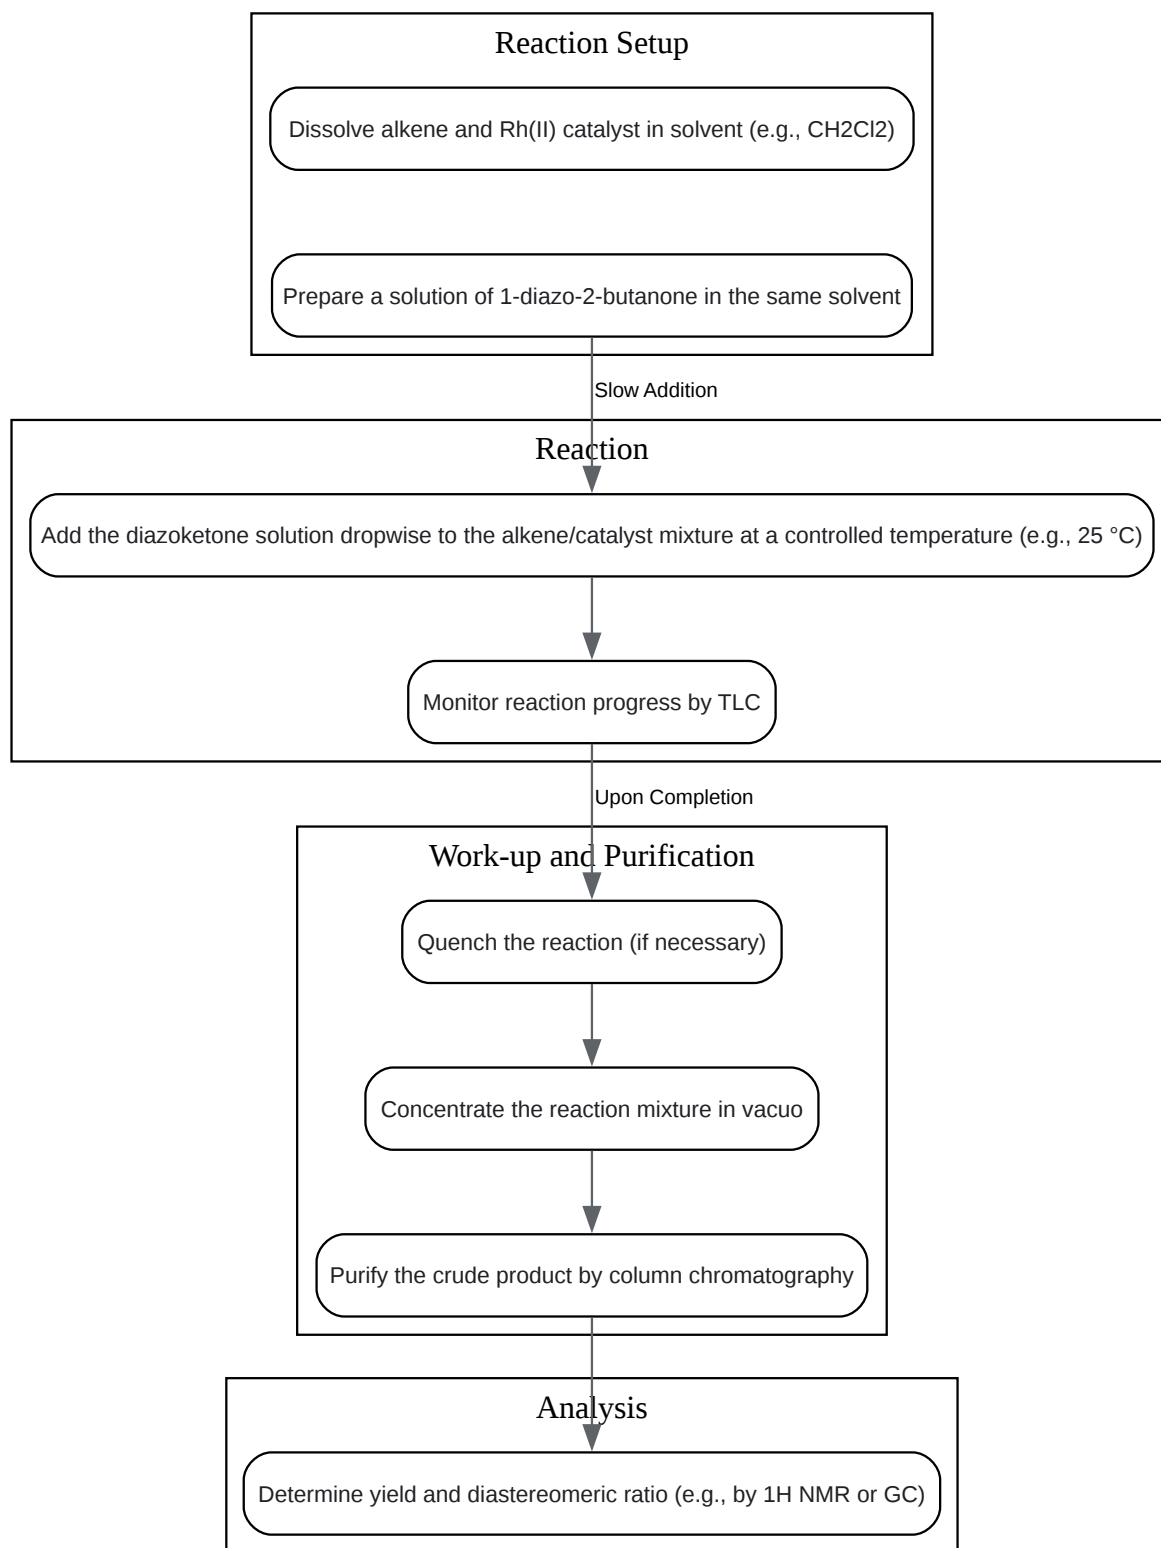 Reaction Setup
Dissolve alkene and Rh(II) catalyst in solvent (e.g., CH2Cl2)
Prepare a solution of 1-diazo-2-butanone in the same solvent
Slow Addition
Reaction
Add the diazoketone solution dropwise to the alkene/catalyst mixture at a controlled temperature (e.g., 25 °C)
Monitor reaction progress by TLC
Upon Completion
Work-up and Purification
Quench the reaction (if necessary)
Concentrate the reaction mixture in vacuo
Purify the crude product by column chromatography
Analysis
Determine yield and diastereomeric ratio (e.g., by 1H NMR or GC)